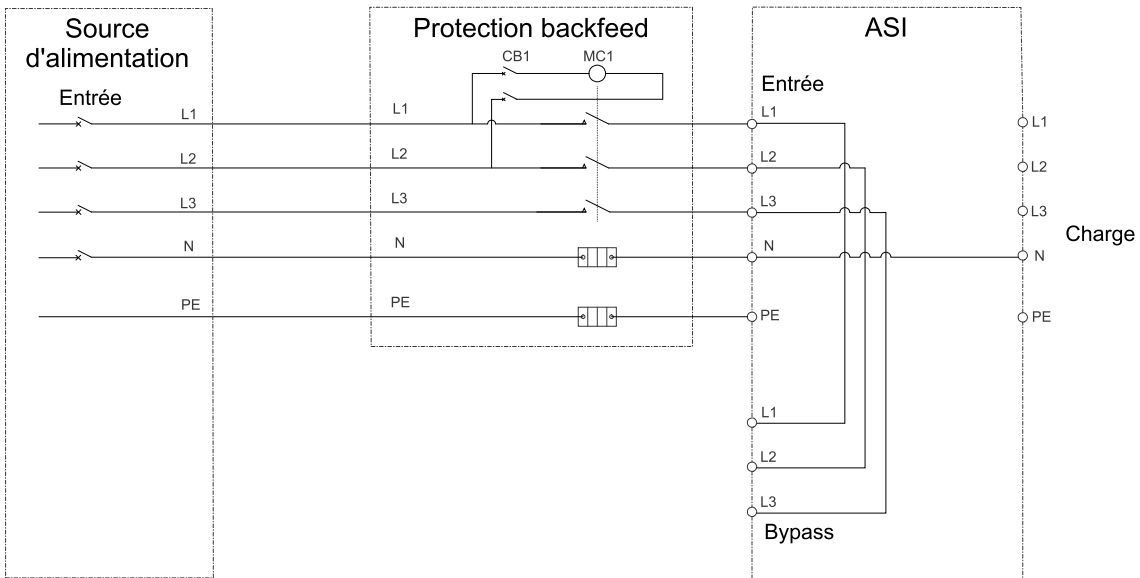 Source
d'alimentation
Entrée
L1
L2
L3
N
PE
Protection backfeed
CB1 MC1
L1
L2
L3
N
PE
ASI
Entrée
L1
L2
L3
N
PE
L1
L2
L3
Bypass
L1
L2
L3
N
PE
Charge